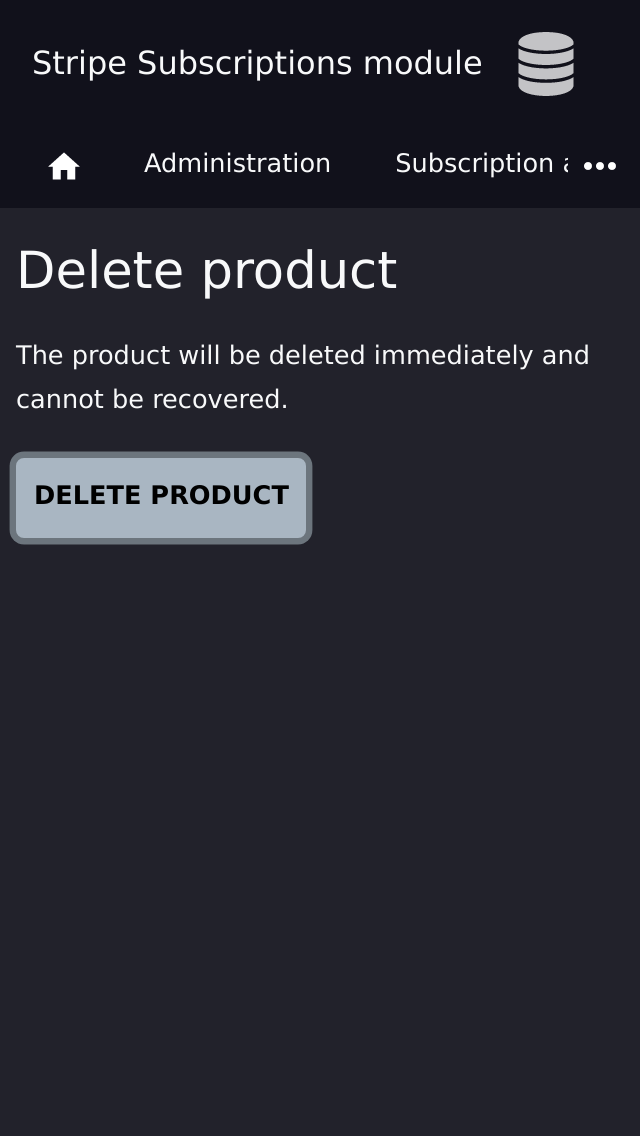 Stripe Subscriptions module
Administration
Subscription
Delete product
The product will be deleted immediately and
cannot be recovered.
DELETE PRODUCT